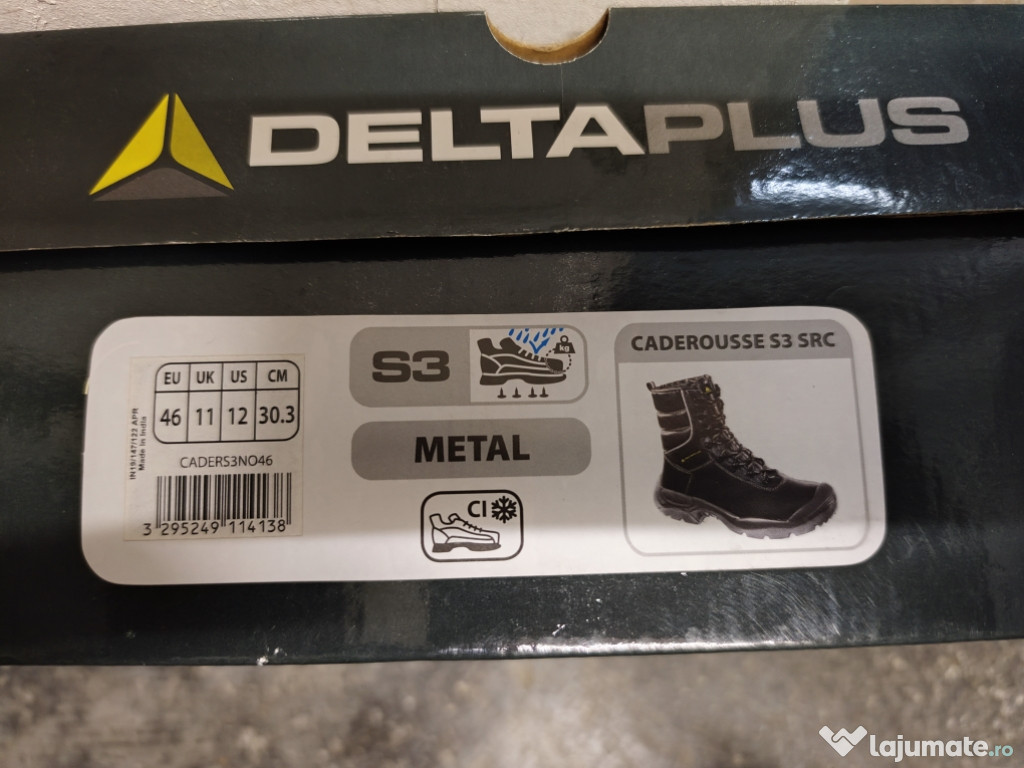 DELTAPLUS
EU UK US CM
46 11 12 30.3
CADERS3NO46
3 295249 114138
IN19/147/122 APR
Made in India
S3
kg
METAL
CI
CADEROUSSE S3 SRC
lajumate.ro